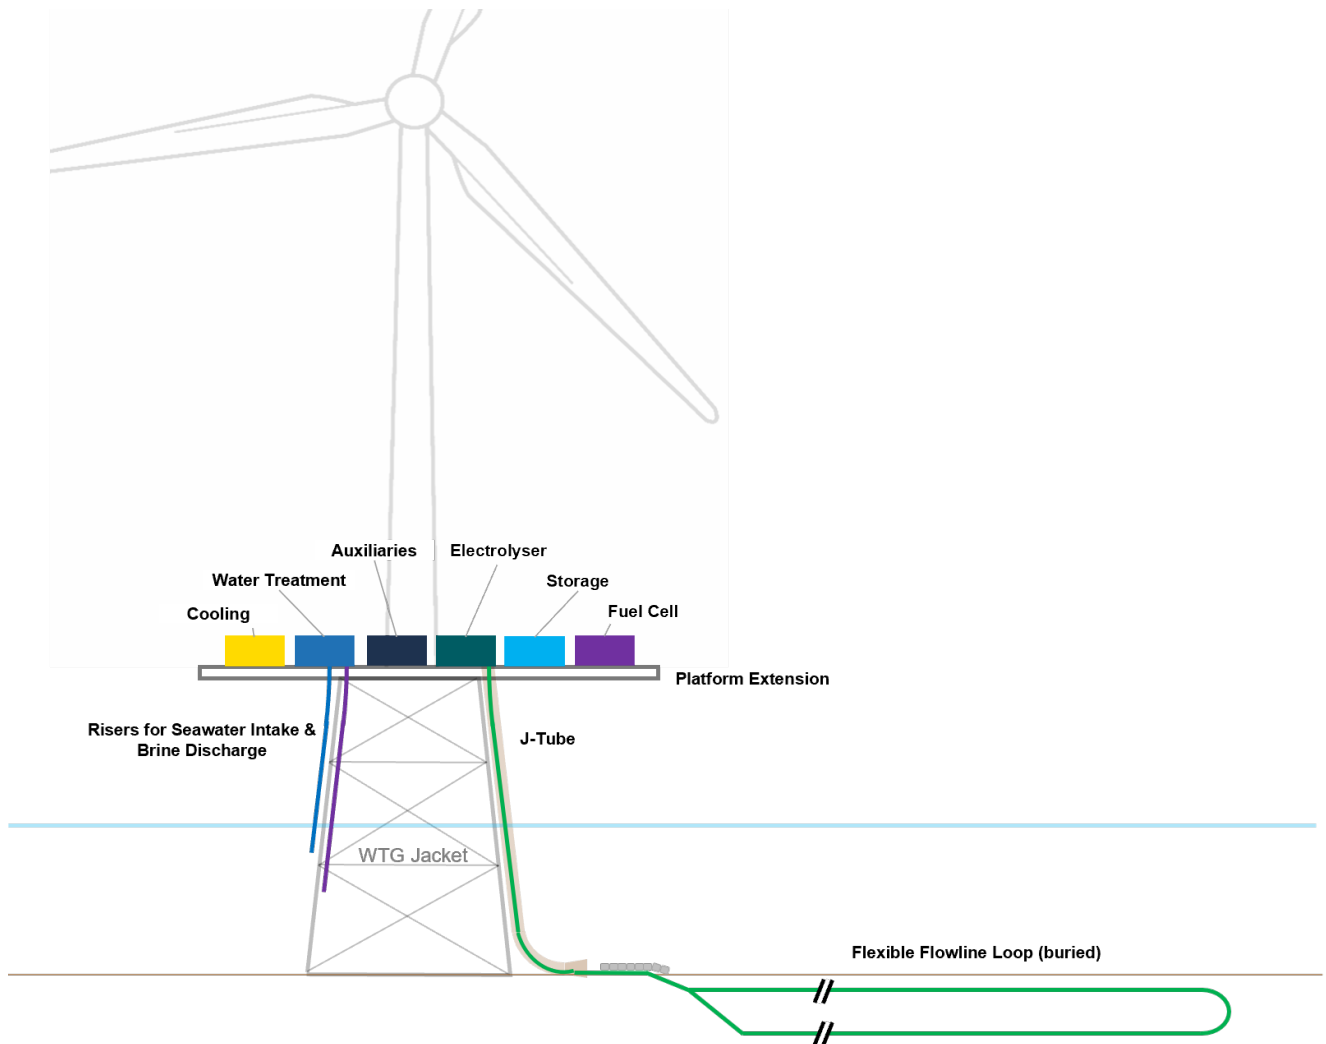 Auxiliaries
Electrolyser
Water Treatment
Storage
Cooling
Fuel Cell
Platform Extension
Risers for Seawater Intake &
Brine Discharge
J-Tube
WTG Jacket
Flexible Flowline Loop (buried)